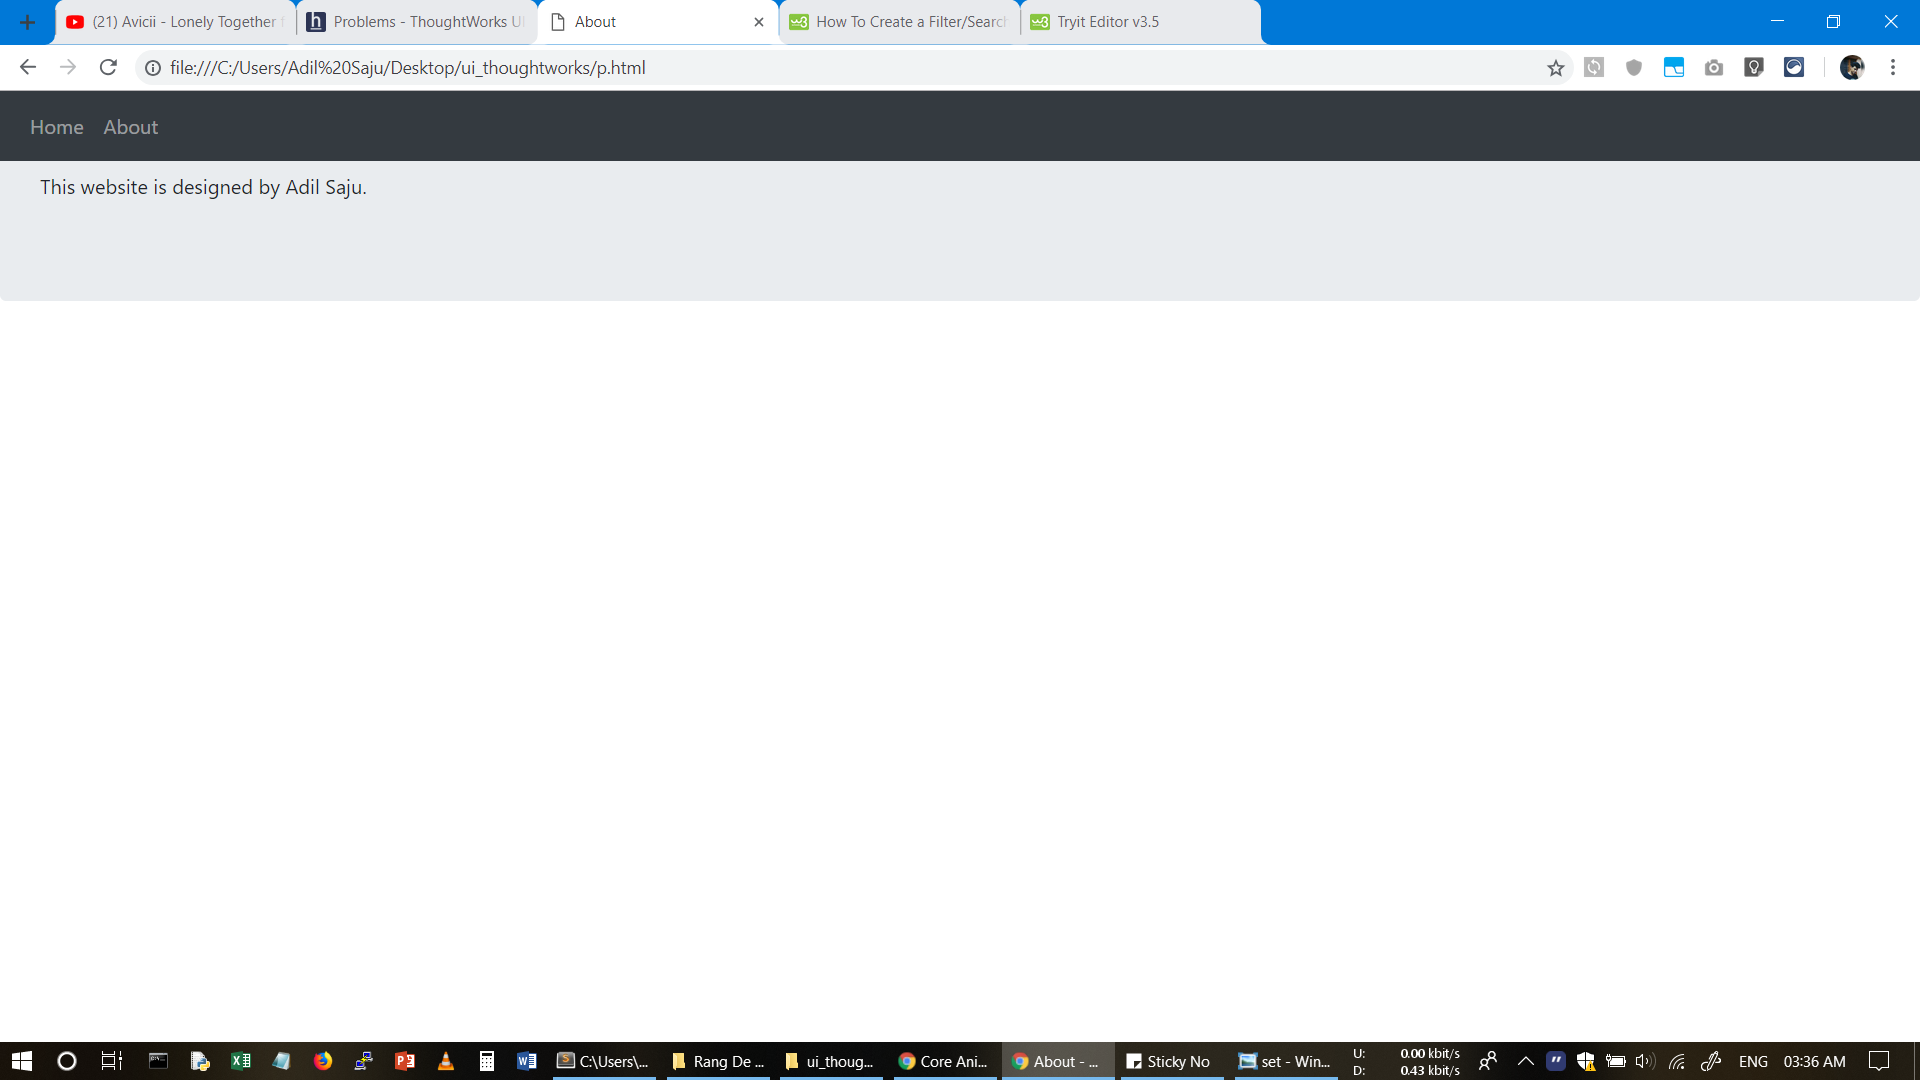 (21) Avicii - Lonely Together
Problems - ThoughtWorks UI
About
How To Create a Filter/Search
Tryit Editor v3.5
file:///C:/Users/Adil%20Saju/Desktop/ui_thoughtworks/p.html
Home About
This website is designed by Adil Saju.
C:\Users\...
Rang De ...
ui_thoug...
Core Ani...
About - ...
Sticky No
set - Win...
U: 0.00 kbit/s
D: 0.43 kbit/s
ENG
03:36 AM